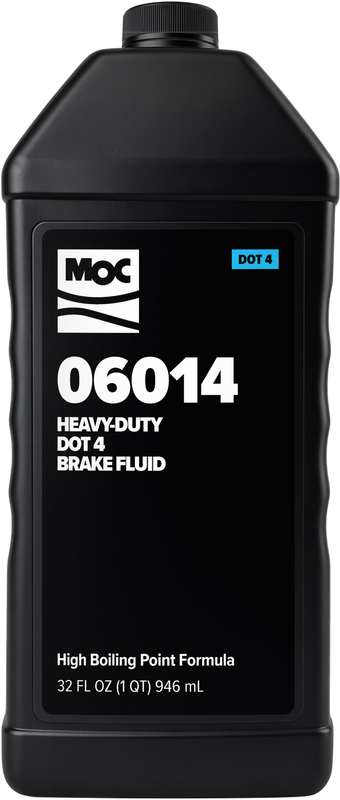 MOC
DOT 4
06014
HEAVY-DUTY
DOT 4
BRAKE FLUID
High Boiling Point Formula
32 FL OZ (1 QT) 946 mL